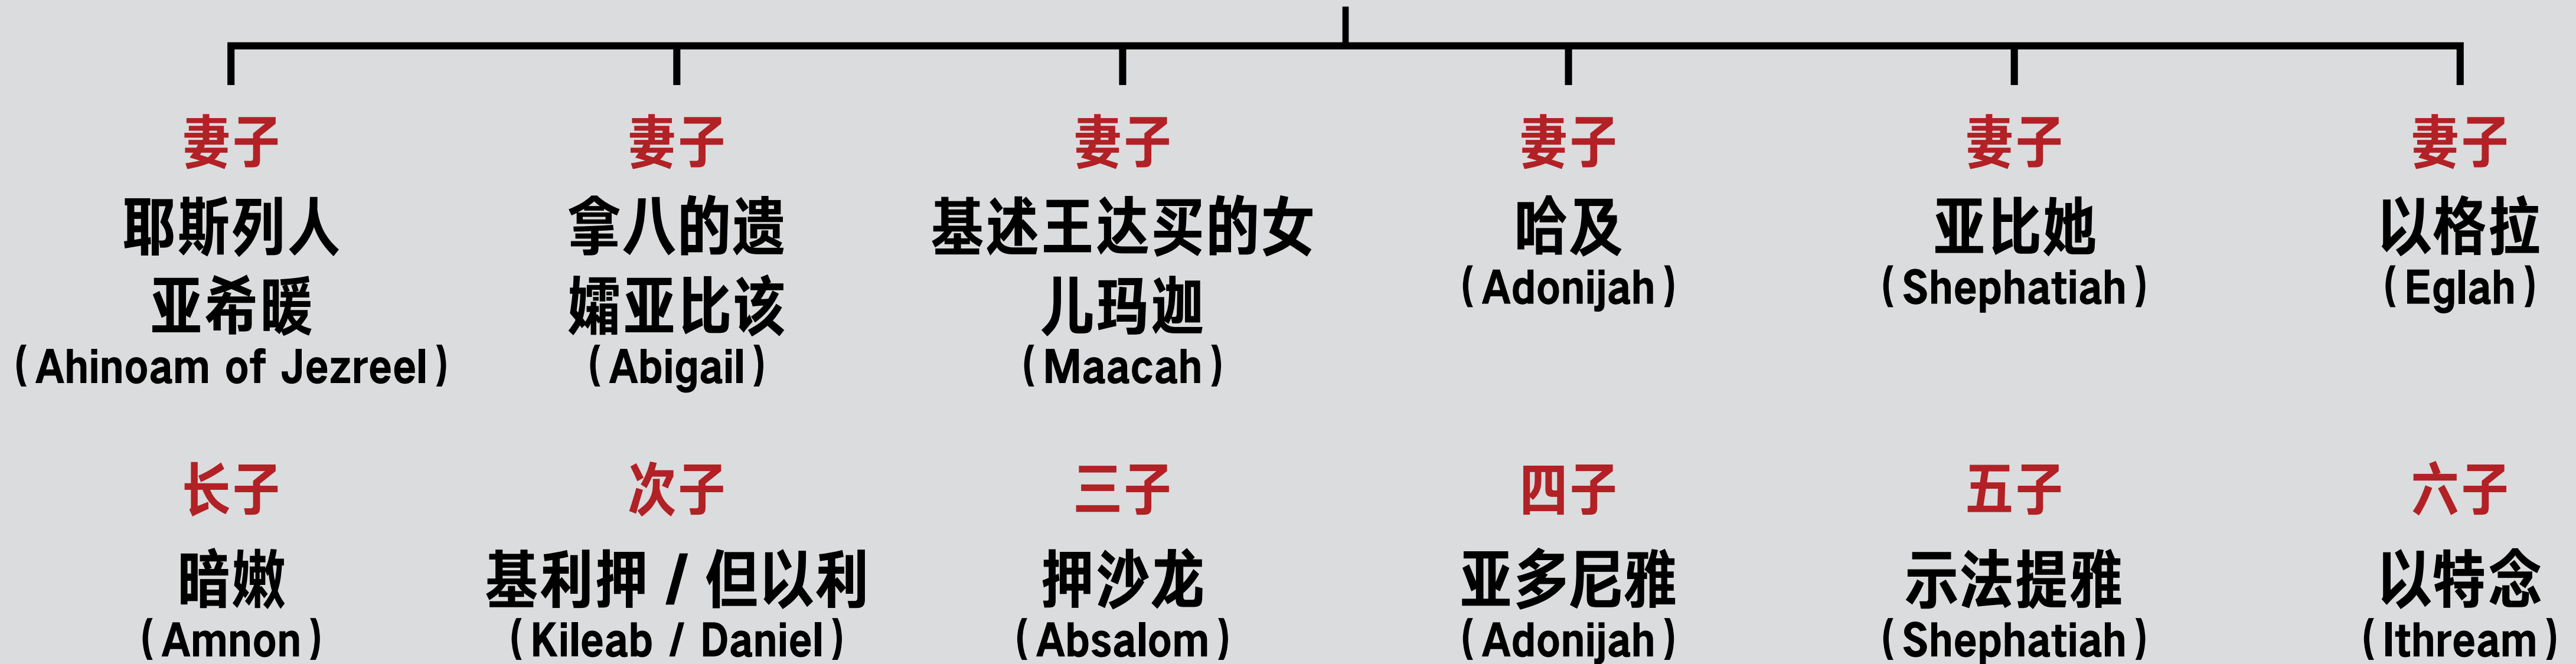 妻子
耶斯列人
亚希暖
(Ahinoam of Jezreel)
妻子
拿八的遗
孀亚比该
(Abigail)
妻子
基述王达买的女
儿玛迦
(Maacah)
妻子
哈及
(Adonijah)
妻子
亚比她
(Shephatiah)
妻子
以格拉
(Eglah)
长子
暗嫩
(Amnon)
次子
基利押 / 但以利
(Kileab / Daniel)
三子
押沙龙
(Absalom)
四子
亚多尼雅
(Adonijah)
五子
示法提雅
(Shephatiah)
六子
以特念
(Ithream)